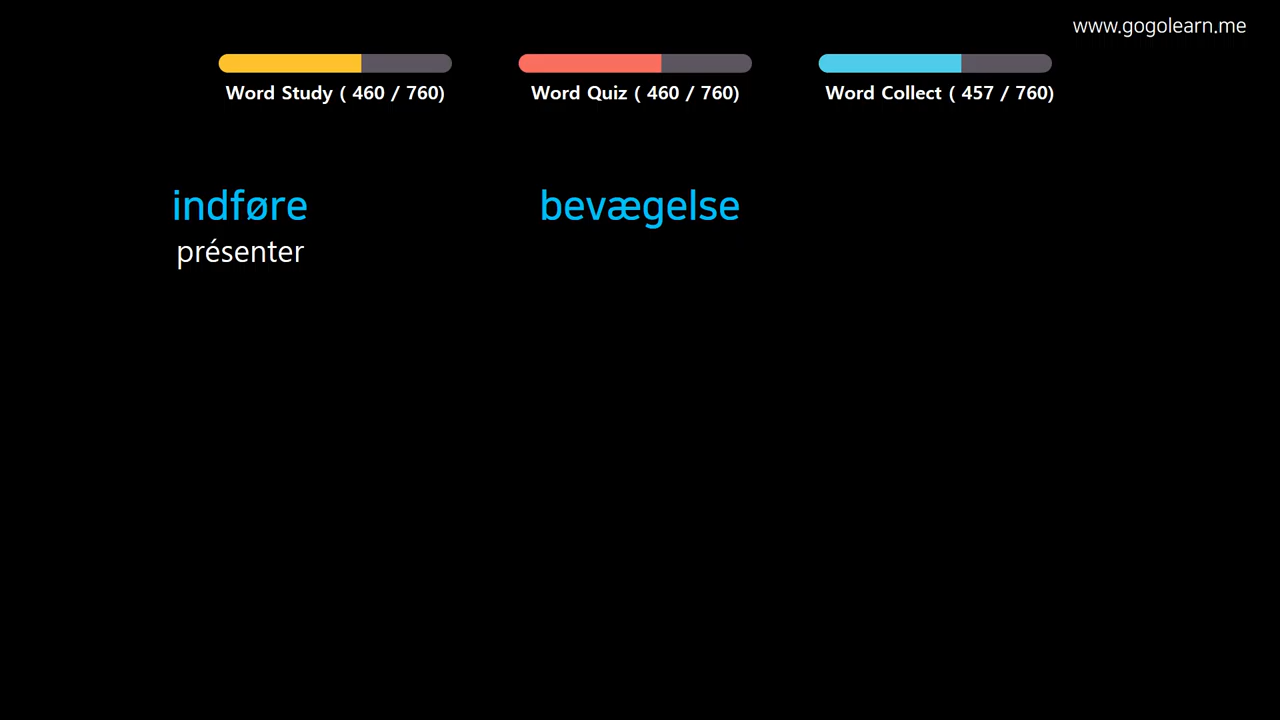 www.gogolearn.me
Word Study ( 460 / 760)
Word Quiz ( 460 / 760)
Word Collect ( 457 / 760)
indføre
présenter
bevægelse